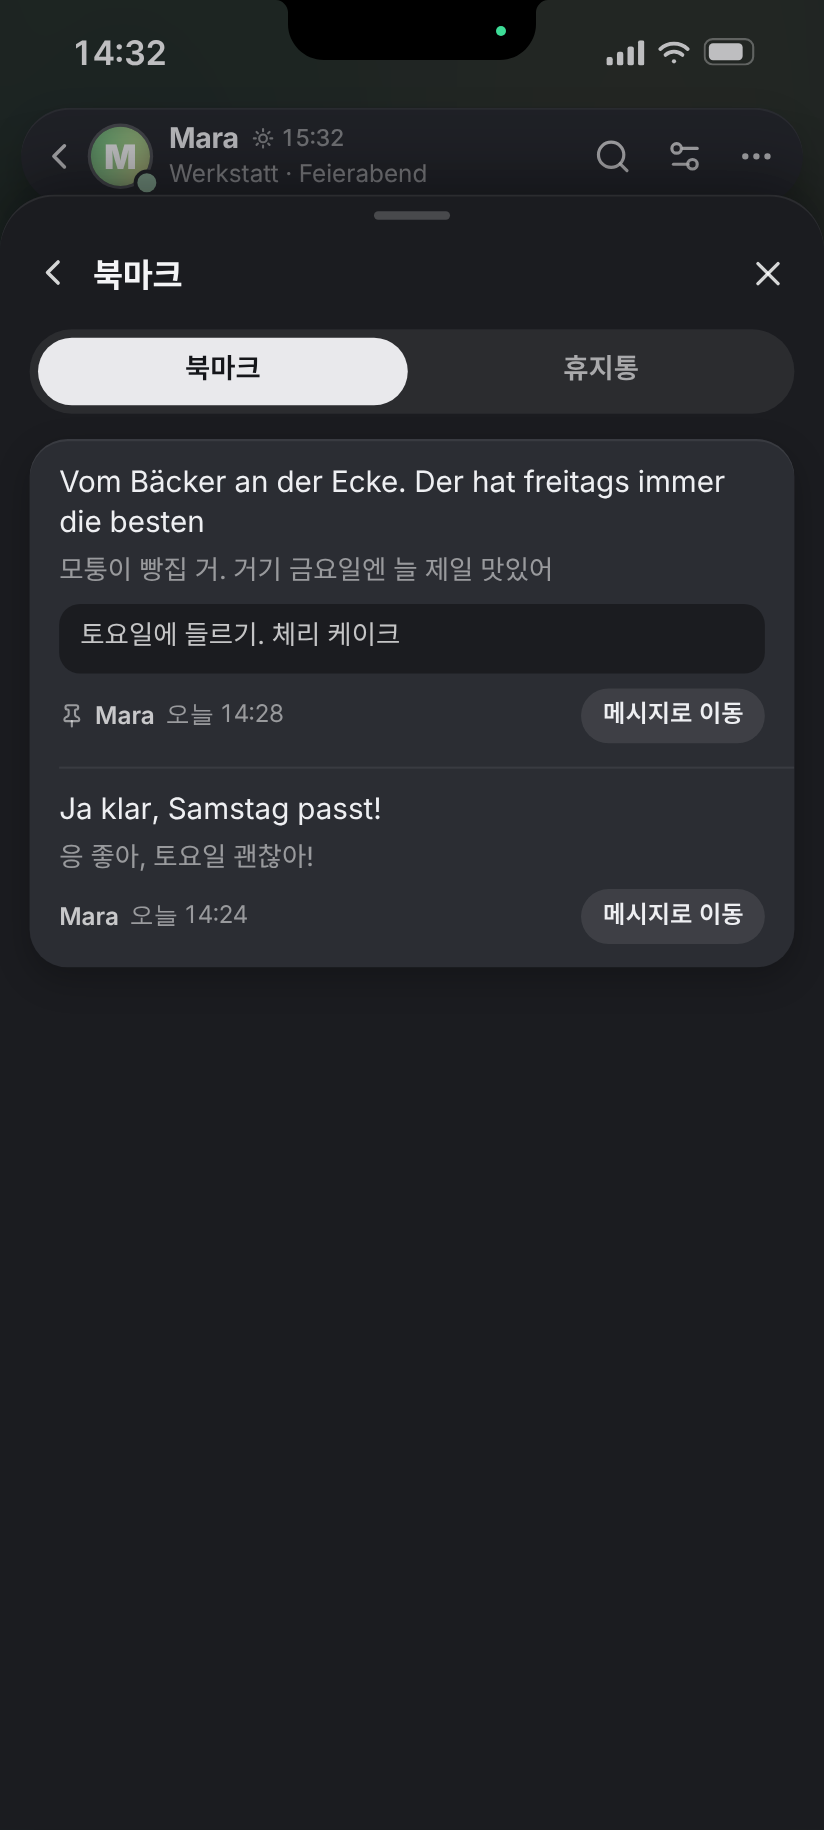 14:32
M
Mara 15:32
Werkstatt · Feierabend
북마크
북마크
휴지통
Vom Bäcker an der Ecke. Der hat freitags immer
die besten
모퉁이 빵집 거. 거기 금요일엔 늘 제일 맛있어
토요일에 들르기. 체리 케이크
Mara 오늘 14:28
메시지로 이동
Ja klar, Samstag passt!
응 좋아, 토요일 괜찮아!
Mara 오늘 14:24
메시지로 이동